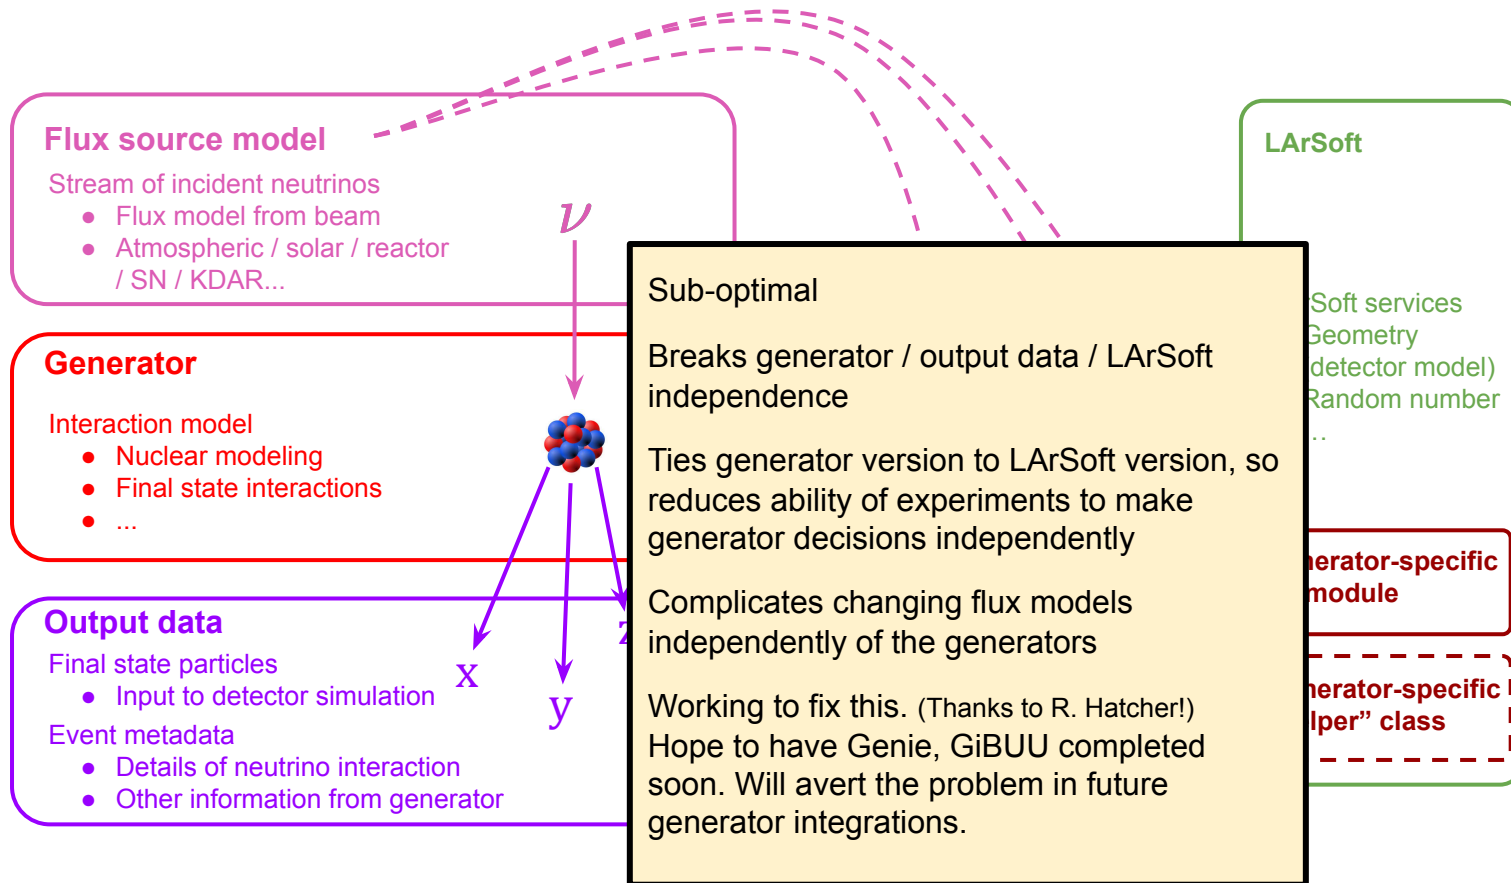 Flux source model
Stream of incident neutrinos
● Flux model from beam
● Atmospheric / solar / reactor
/ SN / KDAR...
ν
Generator
Interaction model
● Nuclear modeling
● Final state interactions
● ...
Output data
Final state particles
● Input to detector simulation
Event metadata
● Details of neutrino interaction
● Other information from generator
x
y
z
Sub-optimal
Breaks generator / output data / LArSoft
independence
Ties generator version to LArSoft version, so
reduces ability of experiments to make
generator decisions independently
Complicates changing flux models
independently of the generators
Working to fix this. (Thanks to R. Hatcher!)
Hope to have Genie, GiBUU completed
soon. Will avert the problem in future
generator integrations.
LArSoft
rSoft services
Geometry
detector model)
Random number
...
nerator-specific
module
nerator-specific
lper” class